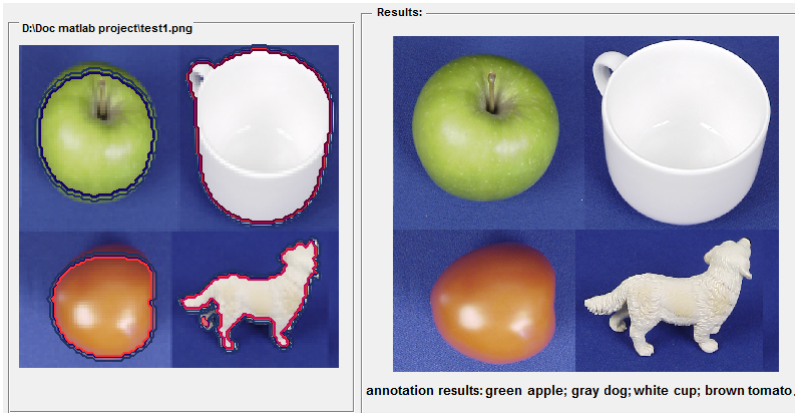 D:\Doc matlab project\test1.png
Results:
annotation results: green apple; gray dog; white cup; brown tomato.